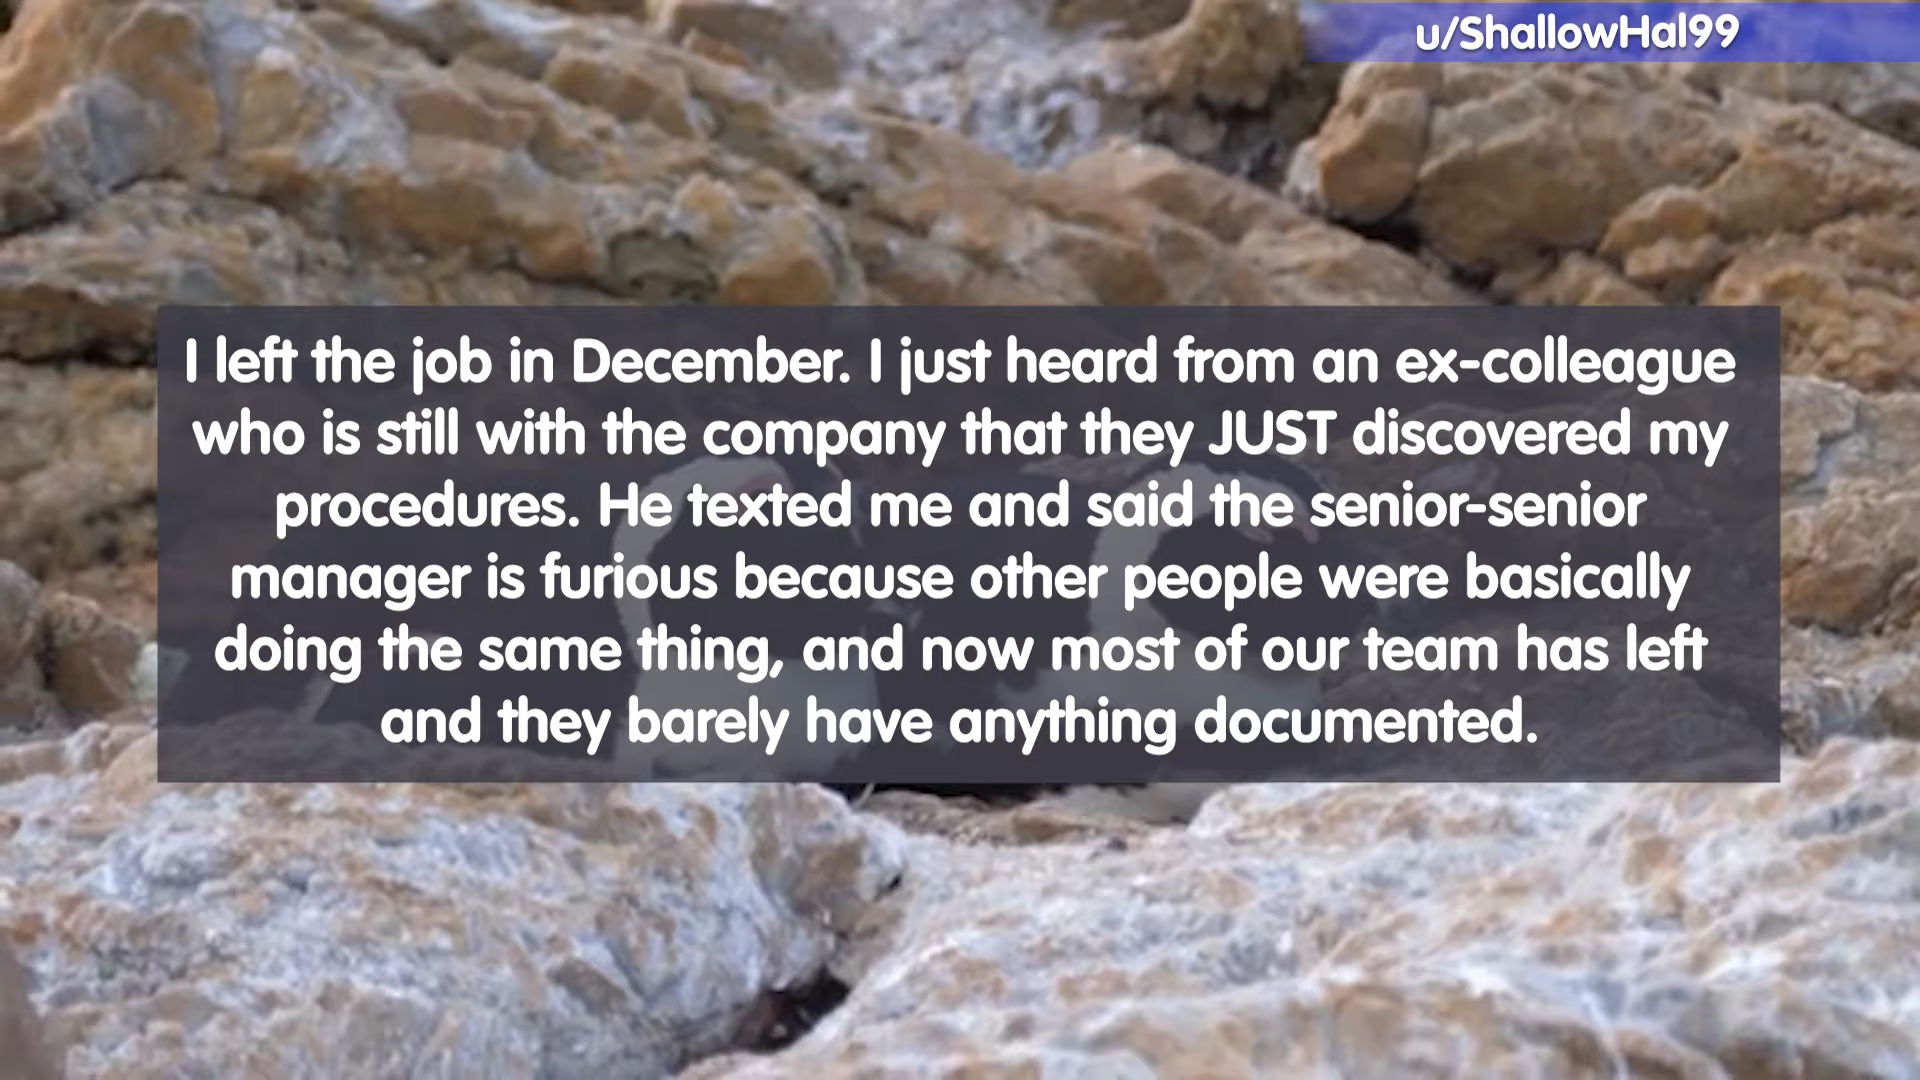 u/ShallowHal99
I left the job in December. I just heard from an ex-colleague
who is still with the company that they JUST discovered my
procedures. He texted me and said the senior-senior
manager is furious because other people were basically
doing the same thing, and now most of our team has left
and they barely have anything documented.